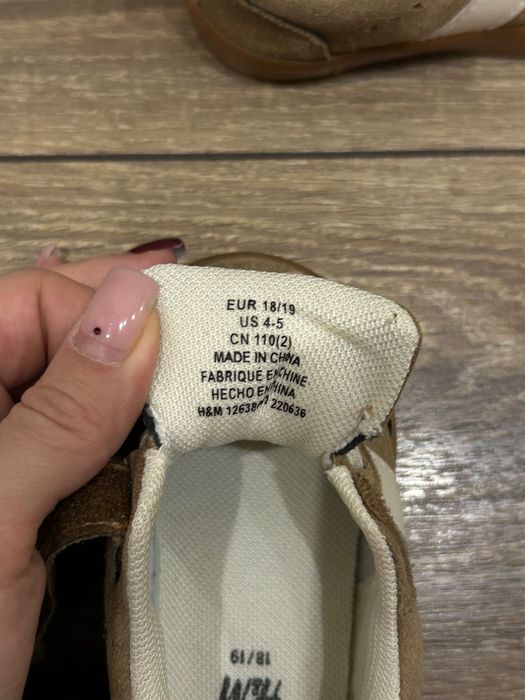 EUR 18/19
US 4-5
CN 110(2)
MADE IN CHINA
FABRIQUÉ EN CHINE
HECHO EN CHINA
H&M 220636
H&M
18/19